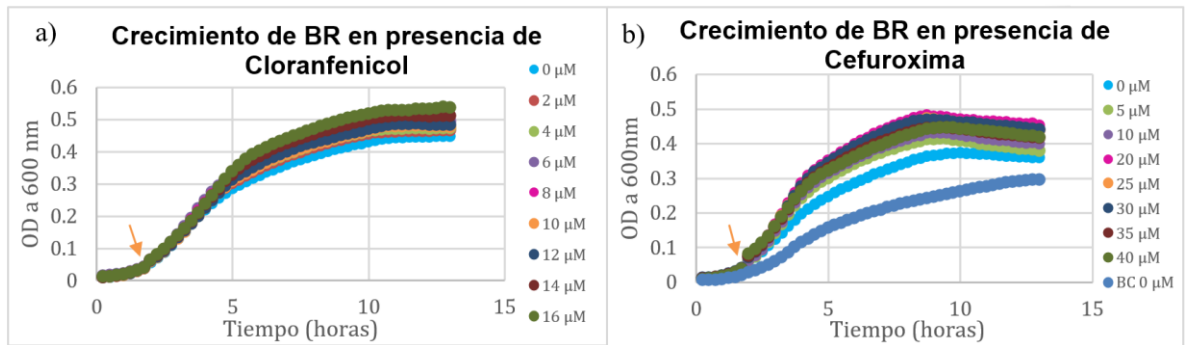 a)
Crecimiento de BR en presencia de
Cloranfenicol
OD a 600 nm
0.6
0.5
0.4
0.3
0.2
0.1
0
0
5
10
15
Tiempo (horas)
0 μM
2 μM
4 μM
6 μM
8 μM
10 μM
12 μM
14 μM
16 μM
b)
Crecimiento de BR en presencia de
Cefuroxima
OD a 600nm
0.6
0.5
0.4
0.3
0.2
0.1
0
0
5
10
15
Tiempo (horas)
0 μM
5 μM
10 μM
20 μM
25 μM
30 μM
35 μM
40 μM
BC 0 μM